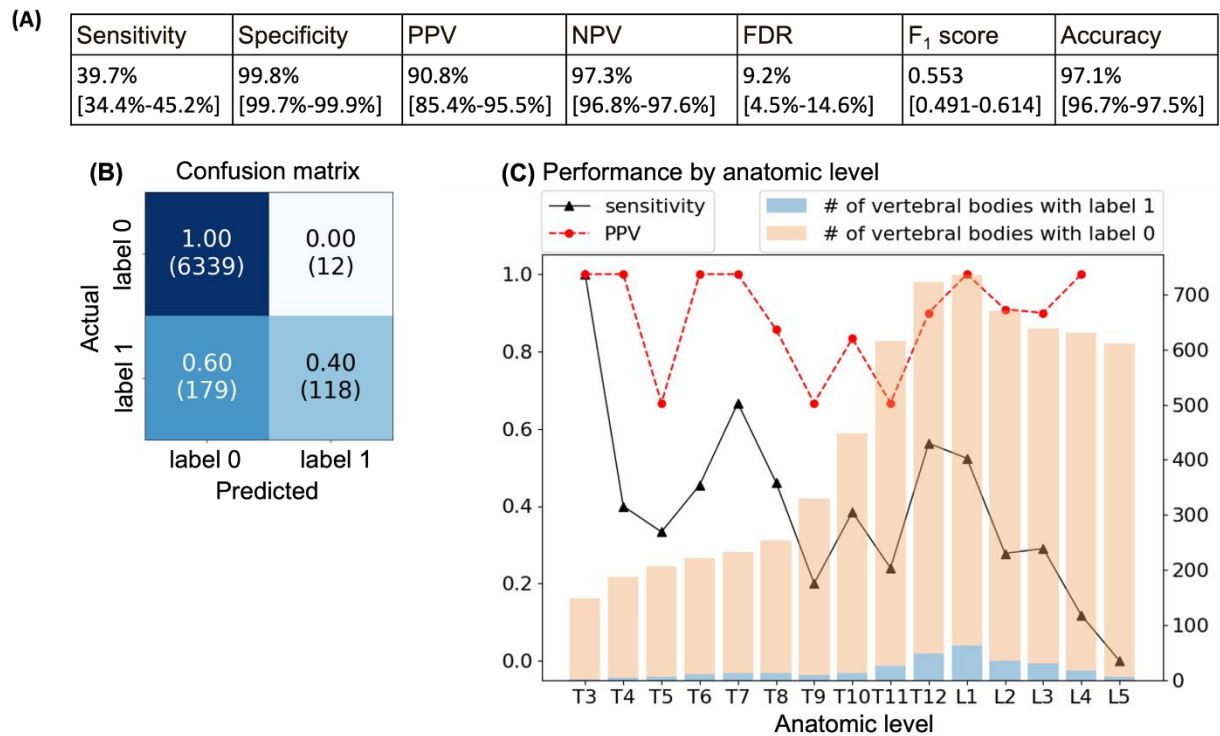 (A)
Sensitivity Specificity PPV NPV FDR F₁ score Accuracy
39.7% 99.8% 90.8% 97.3% 9.2% 0.553 97.1%
[34.4%-45.2%] [99.7%-99.9%] [85.4%-95.5%] [96.8%-97.6%] [4.5%-14.6%] [0.491-0.614] [96.7%-97.5%]
(B) Confusion matrix
Actual
label 0
label 1
1.00 0.00
(6339) (12)
0.60 0.40
(179) (118)
label 0 label 1
Predicted
(C) Performance by anatomic level
sensitivity
PPV
# of vertebral bodies with label 1
# of vertebral bodies with label 0
1.0
0.8
0.6
0.4
0.2
0.0
700
600
500
400
300
200
100
0
T3 T4 T5 T6 T7 T8 T9 T10 T11 T12 L1 L2 L3 L4 L5
Anatomic level